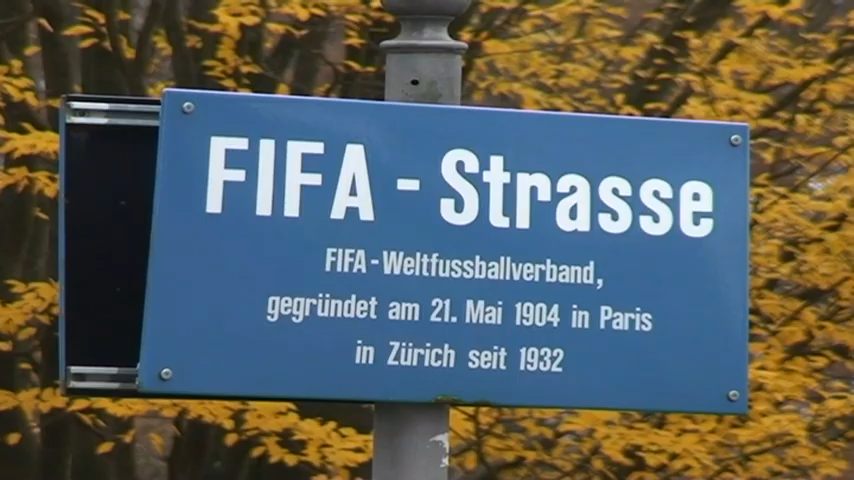 FIFA - Strasse
FIFA - Weltfussballverband,
gegründet am 21. Mai 1904 in Paris
in Zürich seit 1932